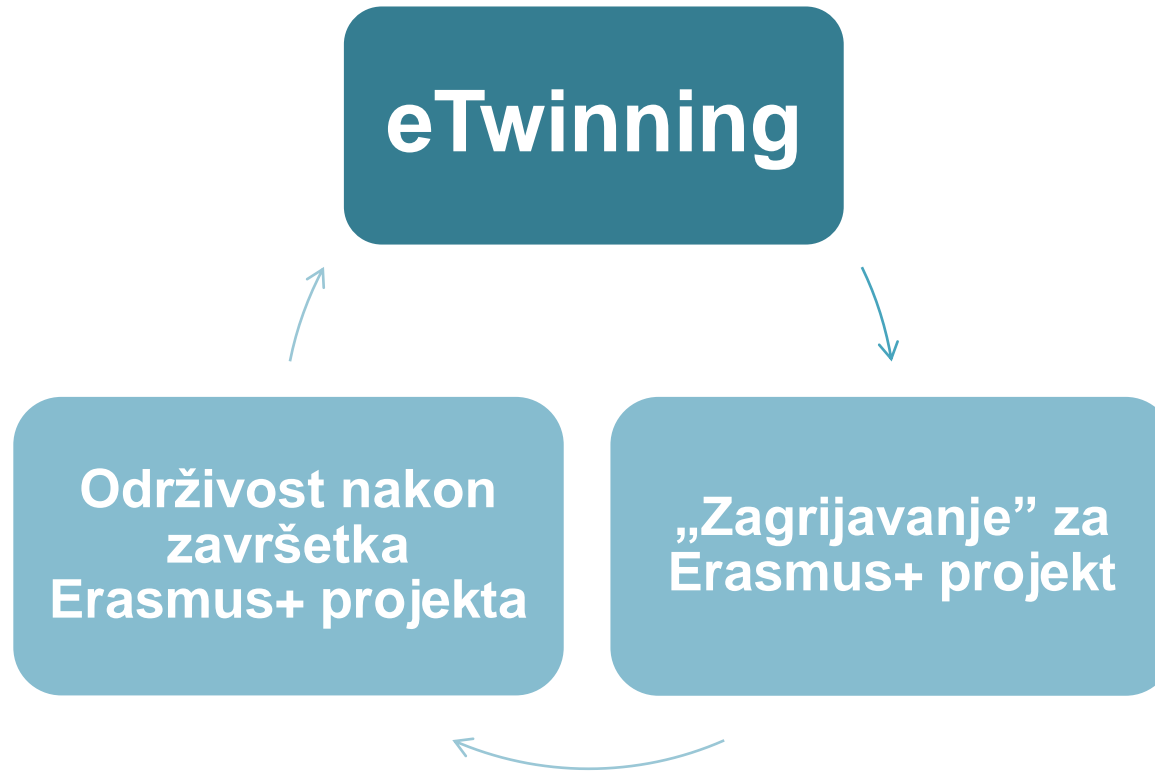 eTwinning
„Zagrijavanje” za
Erasmus+ projekt
Održivost nakon
završetka
Erasmus+ projekta